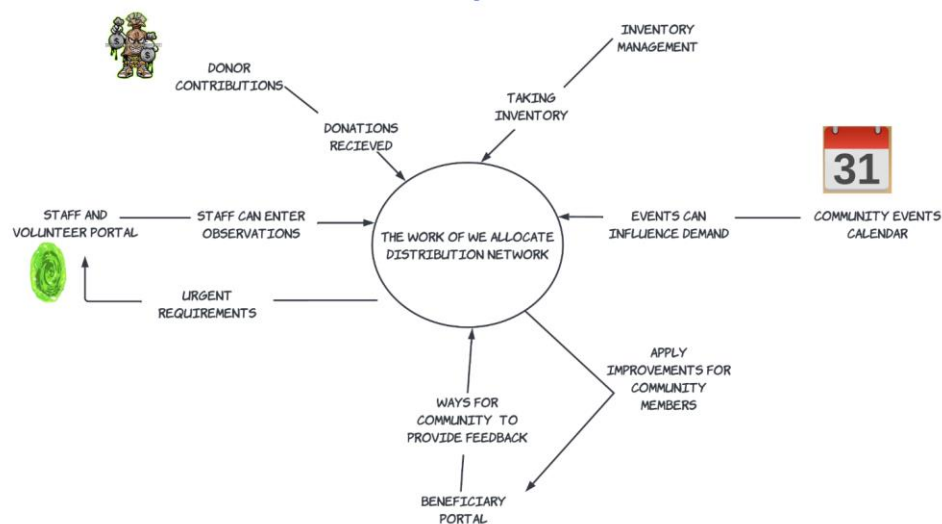 INVENTORY
MANAGEMENT
DONOR
CONTRIBUTIONS
TAKING
INVENTORY
DONATIONS
RECIEVED
31
STAFF AND
VOLUNTEER PORTAL
STAFF CAN ENTER
OBSERVATIONS
THE WORK OF WE ALLOCATE
DISTRIBUTION NETWORK
EVENTS CAN
INFLUENCE DEMAND
COMMUNITY EVENTS
CALENDAR
URGENT
REQUIREMENTS
APPLY
IMPROVEMENTS FOR
COMMUNITY
MEMBERS
WAYS FOR
COMMUNITY TO
PROVIDE FEEDBACK
BENEFICIARY
PORTAL
$
$